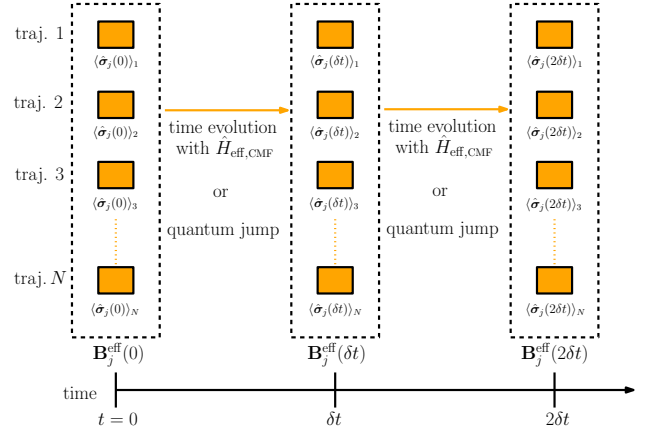 traj. 1
⟨σ̂_j(0)⟩_1 ⟨σ̂_j(δt)⟩_1 ⟨σ̂_j(2δt)⟩_1
traj. 2
time evolution time evolution
⟨σ̂_j(0)⟩_2 ⟨σ̂_j(δt)⟩_2 ⟨σ̂_j(2δt)⟩_2
with Ĥ_eff,CMF with Ĥ_eff,CMF
traj. 3
or or
⟨σ̂_j(0)⟩_3 ⟨σ̂_j(δt)⟩_3 ⟨σ̂_j(2δt)⟩_3
quantum jump quantum jump
traj. N
⟨σ̂_j(0)⟩_N ⟨σ̂_j(δt)⟩_N ⟨σ̂_j(2δt)⟩_N
B_j^eff(0) B_j^eff(δt) B_j^eff(2δt)
time
t = 0 δt 2δt